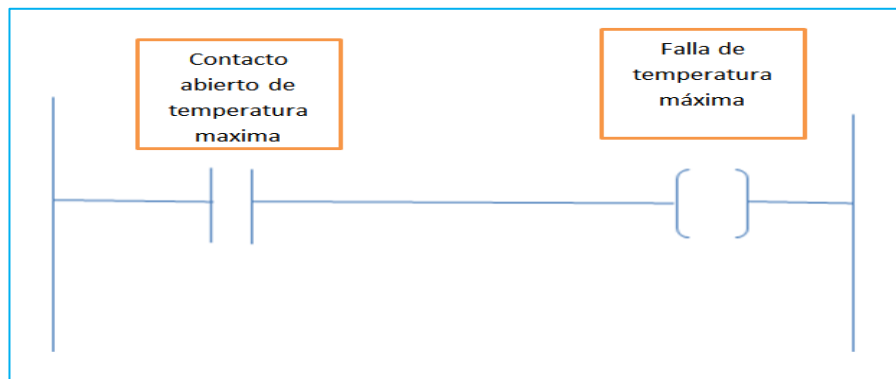 Contacto
abierto de
temperatura
maxima
Falla de
temperatura
máxima